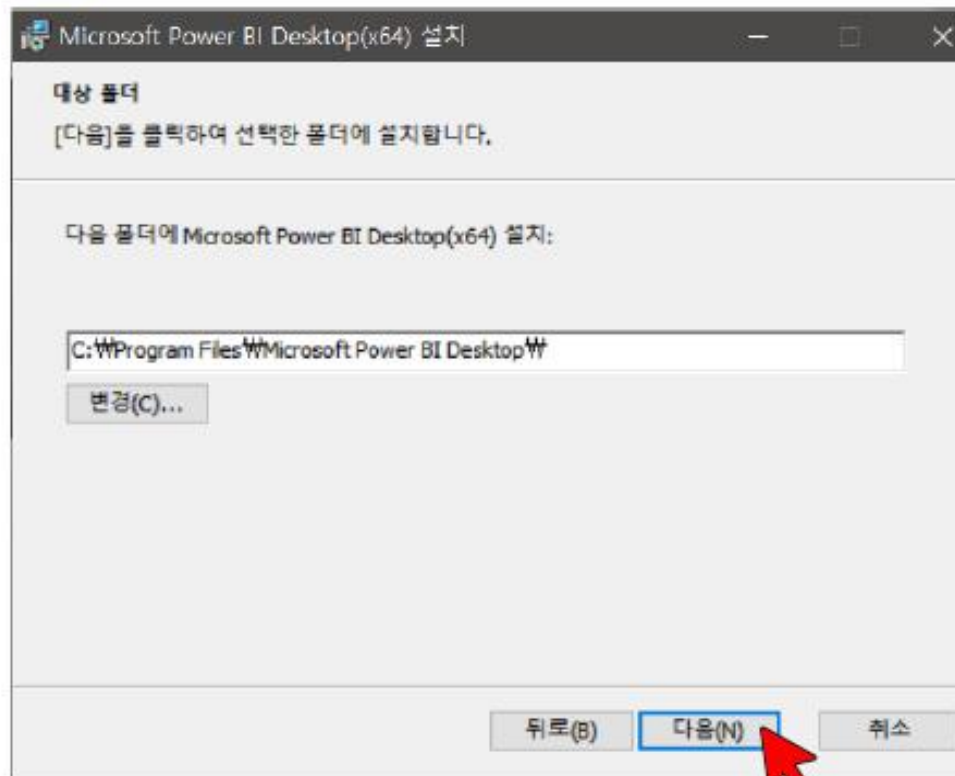 Microsoft Power BI Desktop(x64) 설치
대상 폴더
[다음]을 클릭하여 선택한 폴더에 설치합니다.
다음 폴더에 Microsoft Power BI Desktop(x64) 설치:
C:₩Program Files₩Microsoft Power BI Desktop₩
변경(C)...
뒤로(B) 다음(N) 취소